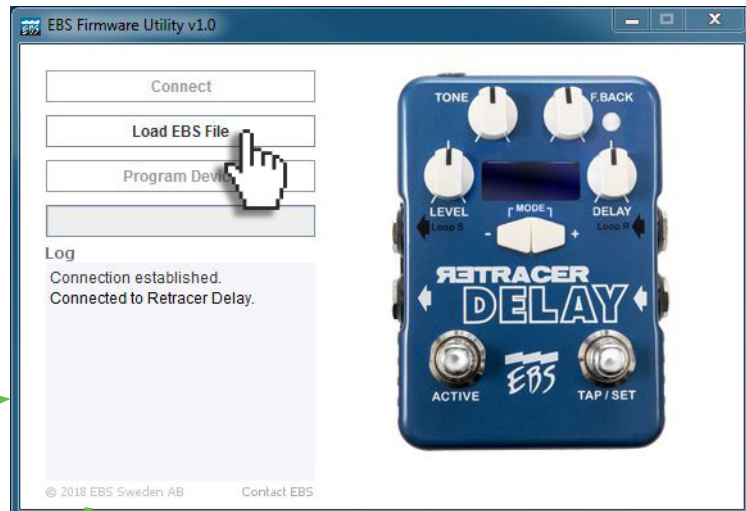 EBS Firmware Utility v1.0
Connect
Load EBS File
Program Devic
Log
Connection established.
Connected to Retracer Delay.
© 2018 EBS Sweden AB
Contact EBS
TONE
F.BACK
LEVEL
MODE
DELAY
Loop S
- +
Loop R
RETRACER
DELAY
EBS
ACTIVE
TAP / SET